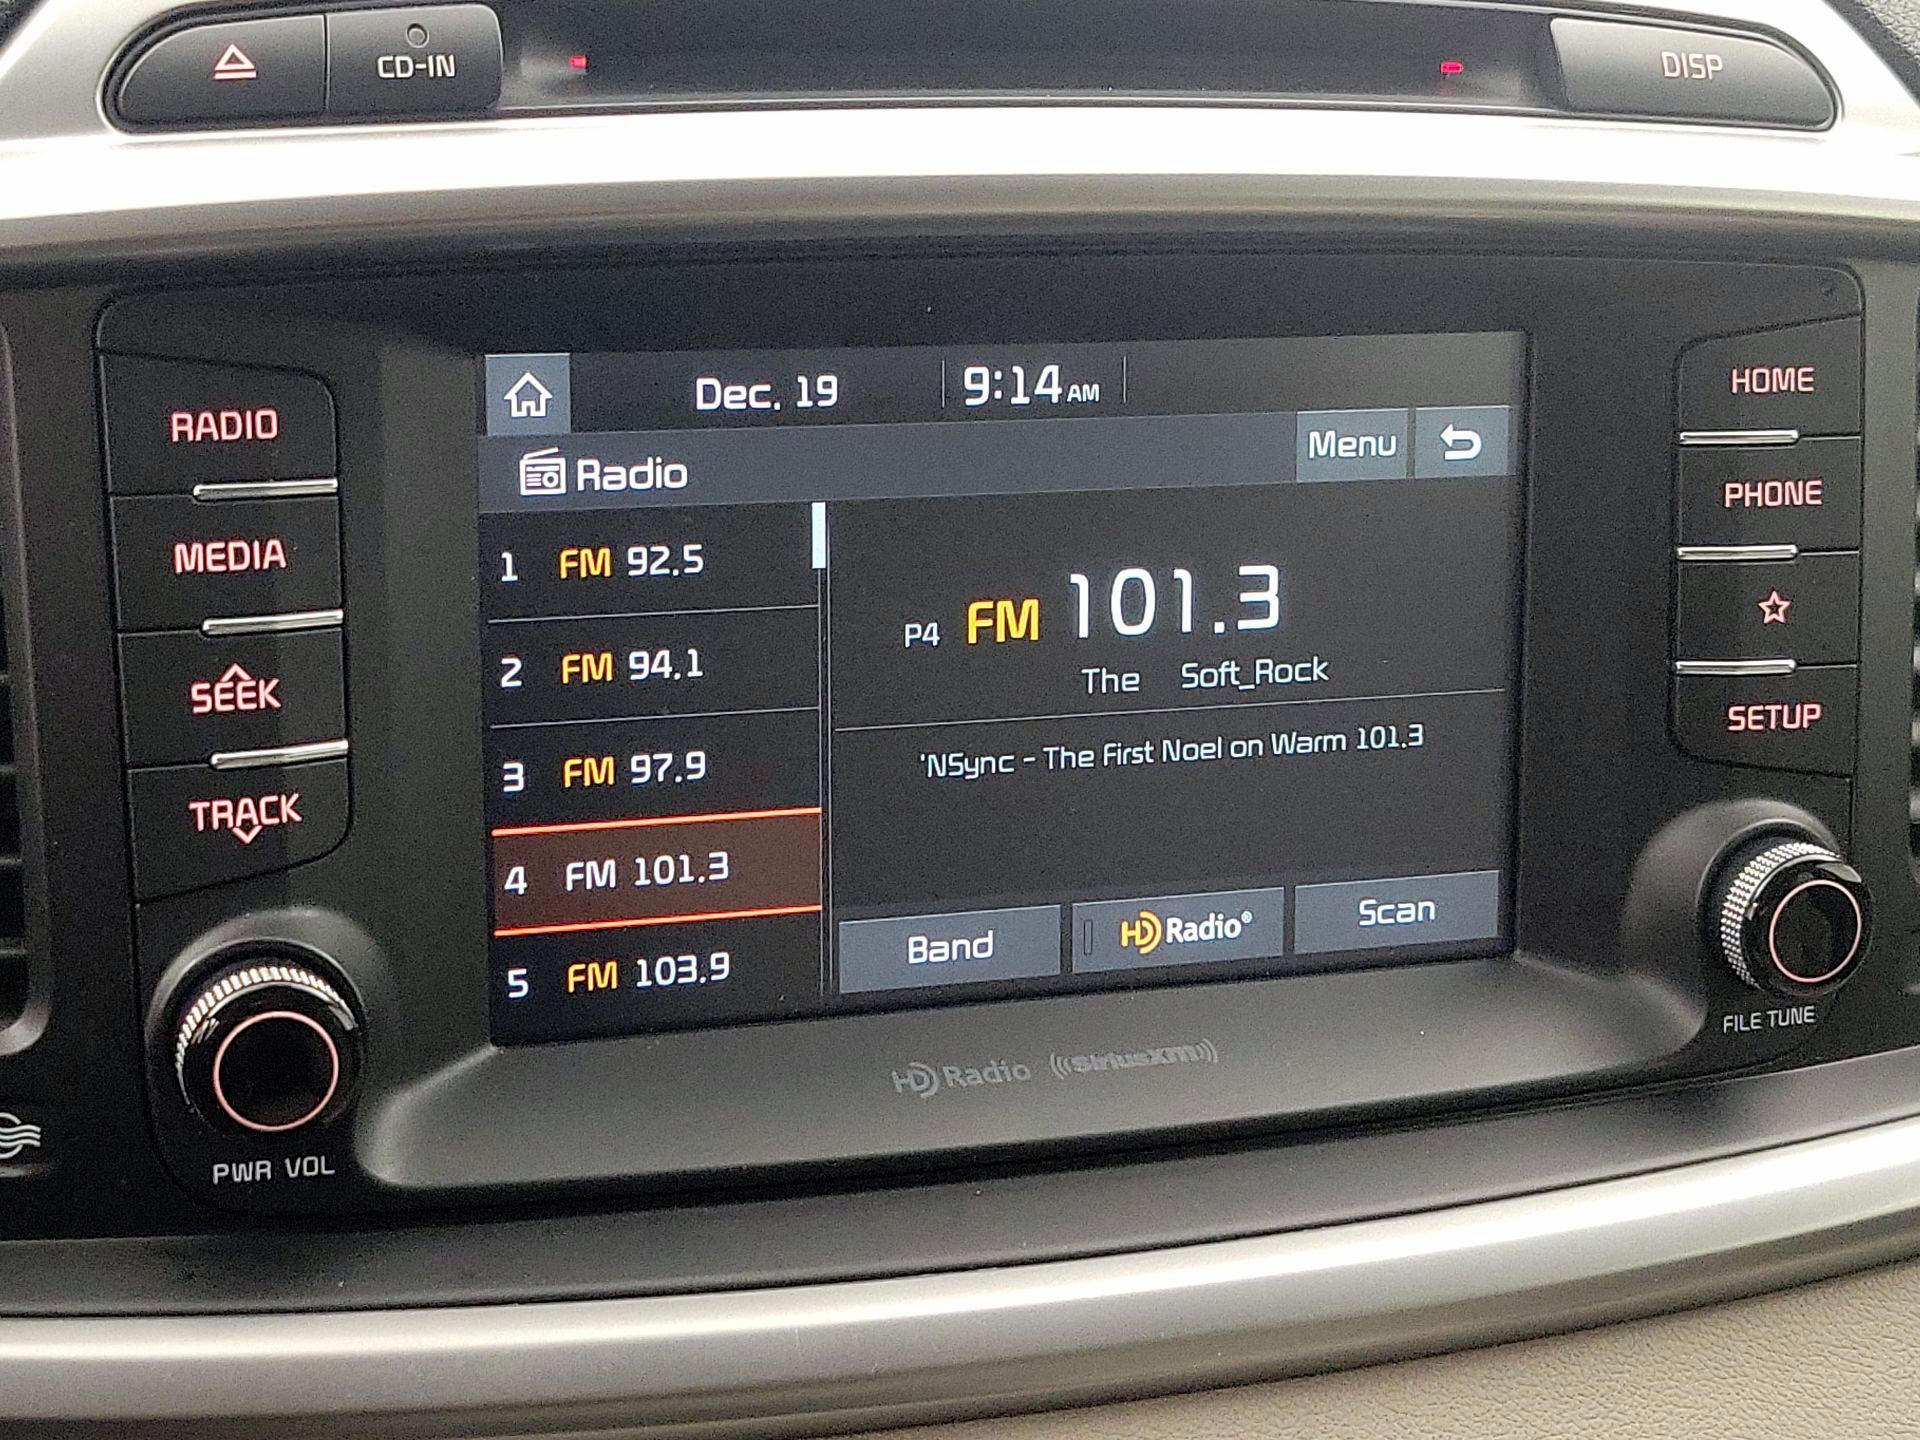 CD-IN
DISP
Dec. 19 9:14 AM
Radio
Menu
1 FM 92.5
2 FM 94.1
3 FM 97.9
4 FM 101.3
5 FM 103.9
P4 FM 101.3
The Soft_Rock
'NSync - The First Noel on Warm 101.3
Band
HD Radio®
Scan
RADIO
MEDIA
SEEK
TRACK
PWR VOL
HOME
PHONE
SETUP
FILE TUNE
HD Radio ((SiriusXM))